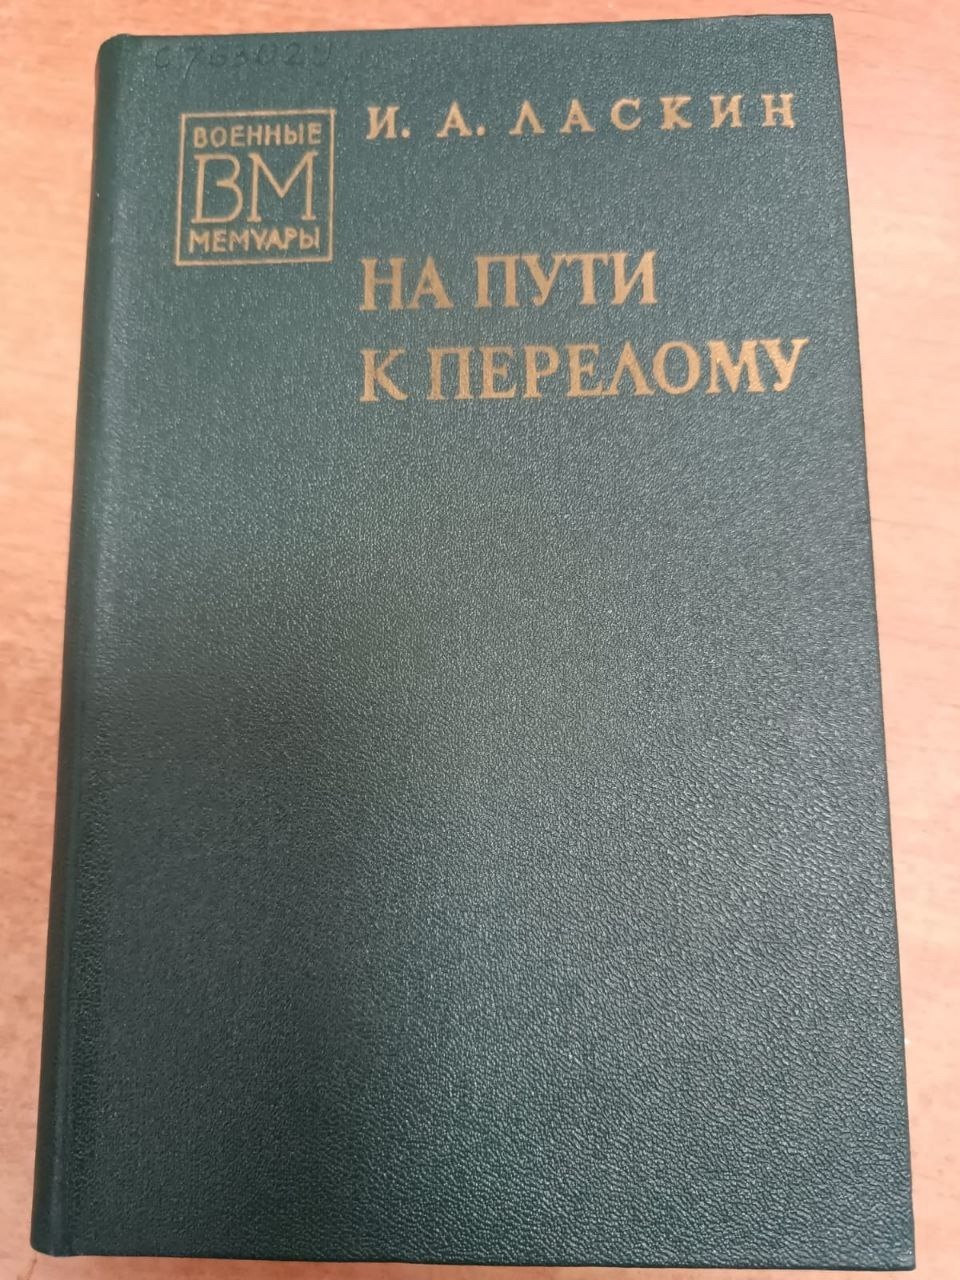 И. А. ЛАСКИН
ВОЕННЫЕ
ВМ
МЕМУАРЫ
НА ПУТИ
К ПЕРЕЛОМУ